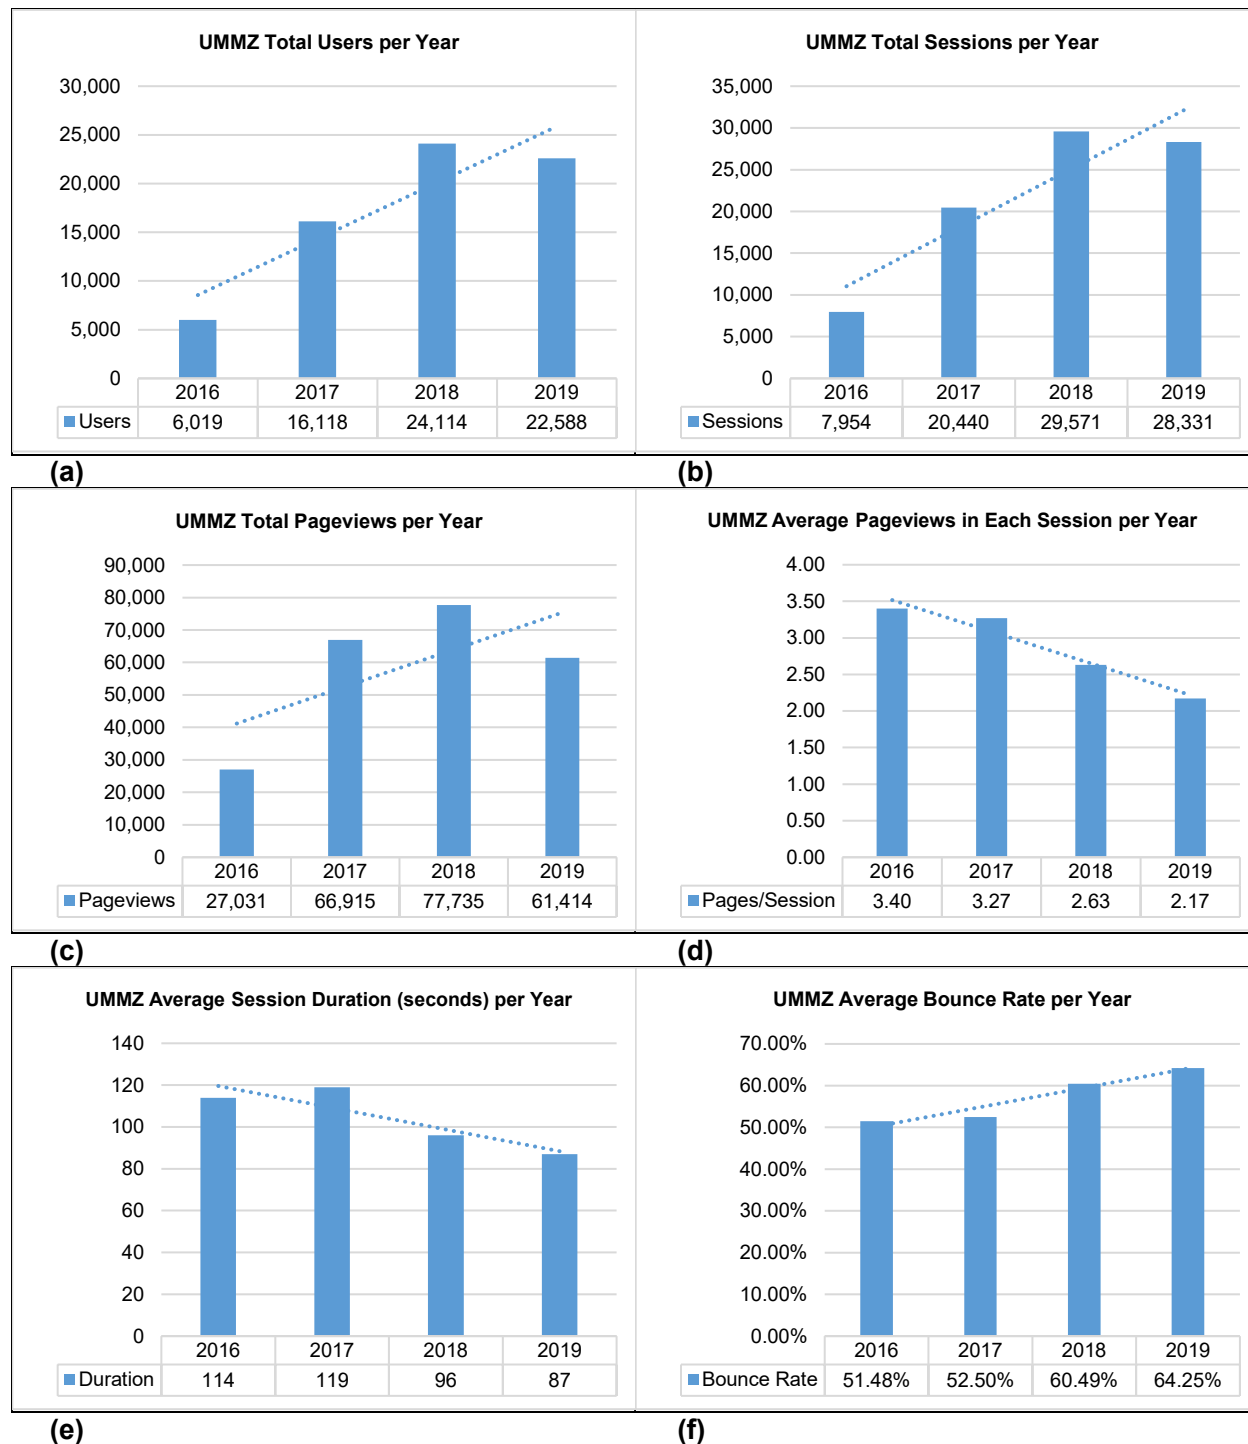 UMMZ Total Users per Year
30,000
25,000
20,000
15,000
10,000
5,000
0
2016 2017 2018 2019
Users 6,019 16,118 24,114 22,588
(a)
UMMZ Total Sessions per Year
35,000
30,000
25,000
20,000
15,000
10,000
5,000
0
2016 2017 2018 2019
Sessions 7,954 20,440 29,571 28,331
(b)
UMMZ Total Pageviews per Year
90,000
80,000
70,000
60,000
50,000
40,000
30,000
20,000
10,000
0
2016 2017 2018 2019
Pageviews 27,031 66,915 77,735 61,414
(c)
UMMZ Average Pageviews in Each Session per Year
4.00
3.50
3.00
2.50
2.00
1.50
1.00
0.50
0.00
2016 2017 2018 2019
Pages/Session 3.40 3.27 2.63 2.17
(d)
UMMZ Average Session Duration (seconds) per Year
140
120
100
80
60
40
20
0
2016 2017 2018 2019
Duration 114 119 96 87
(e)
UMMZ Average Bounce Rate per Year
70.00%
60.00%
50.00%
40.00%
30.00%
20.00%
10.00%
0.00%
2016 2017 2018 2019
Bounce Rate 51.48% 52.50% 60.49% 64.25%
(f)